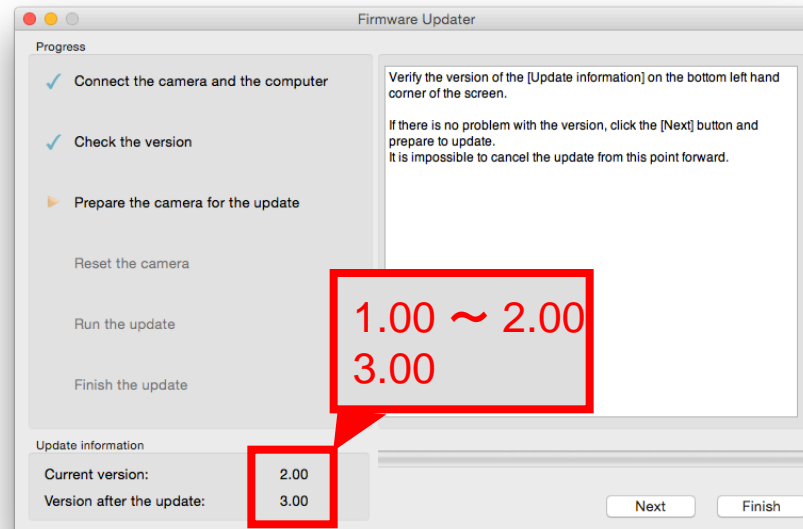 Firmware Updater
Progress
Connect the camera and the computer
Check the version
Prepare the camera for the update
Reset the camera
Run the update
Finish the update
Verify the version of the [Update information] on the bottom left hand
corner of the screen.
If there is no problem with the version, click the [Next] button and
prepare to update.
It is impossible to cancel the update from this point forward.
1.00 〜 2.00
3.00
Update information
Current version: 2.00
Version after the update: 3.00
Next
Finish